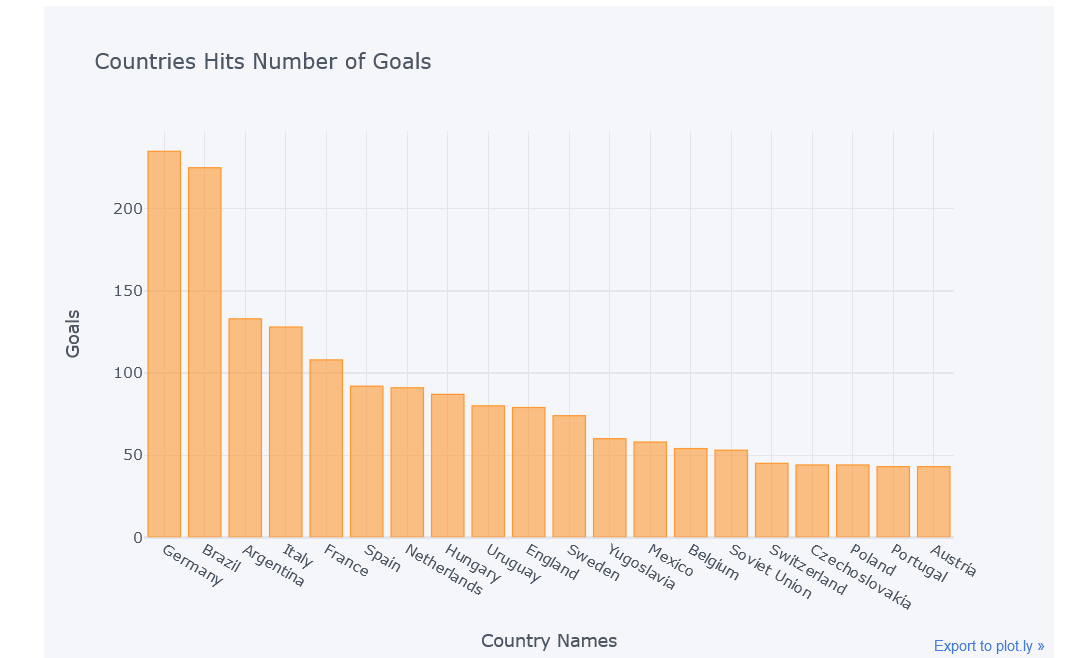 Countries Hits Number of Goals
Goals
200
150
100
50
0
Germany
Brazil
Argentina
Italy
France
Spain
Netherlands
Hungary
Uruguay
England
Sweden
Yugoslavia
Mexico
Belgium
Soviet Union
Switzerland
Czechoslovakia
Poland
Portugal
Austria
Country Names
Export to plot.ly »